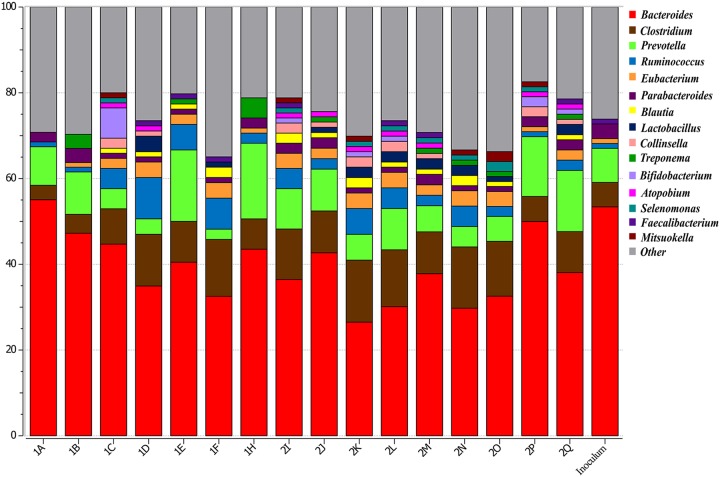 100
80
60
40
20
0
1A 1B 1C 1D 1E 1F 1H 2I 2J 2K 2L 2M 2N 2O 2P 2Q Inoculum
Bacteroides
Clostridium
Prevotella
Ruminococcus
Eubacterium
Parabacteroides
Blautia
Lactobacillus
Collinsella
Treponema
Bifidobacterium
Atopobium
Selenomonas
Faecalibacterium
Mitsuokella
Other